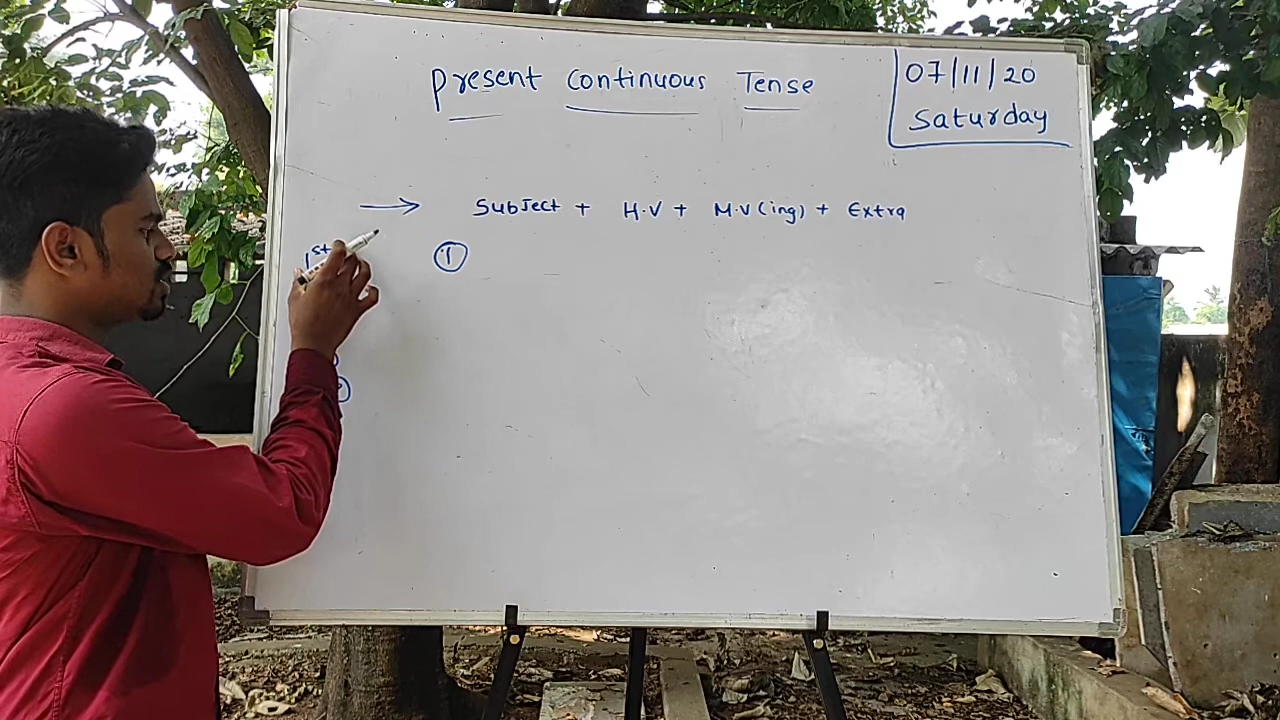 Present Continuous Tense
07/11/20
Saturday
→ Subject + H.V + M.V(ing) + Extra
1st
①